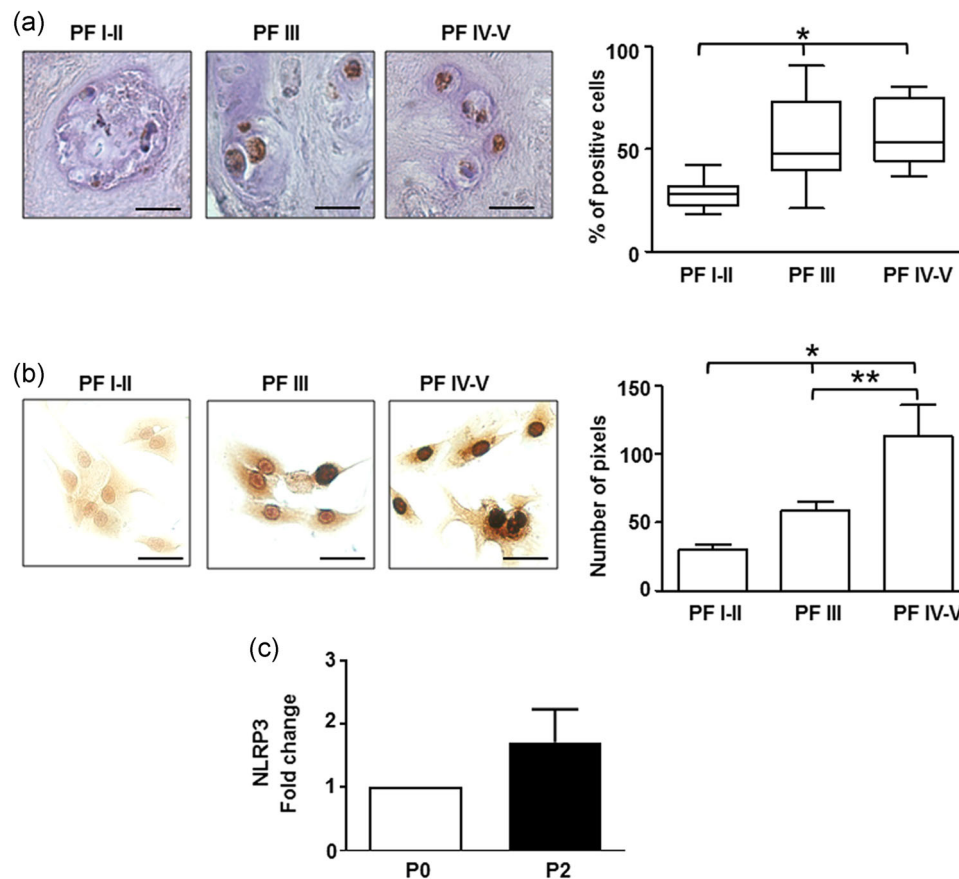 (a)
PF I-II PF III PF IV-V
*
% of positive cells
100
50
0
PF I-II PF III PF IV-V
(b)
PF I-II PF III PF IV-V
*
**
Number of pixels
150
100
50
0
PF I-II PF III PF IV-V
(c)
NLRP3
Fold change
3
2
1
0
P0 P2